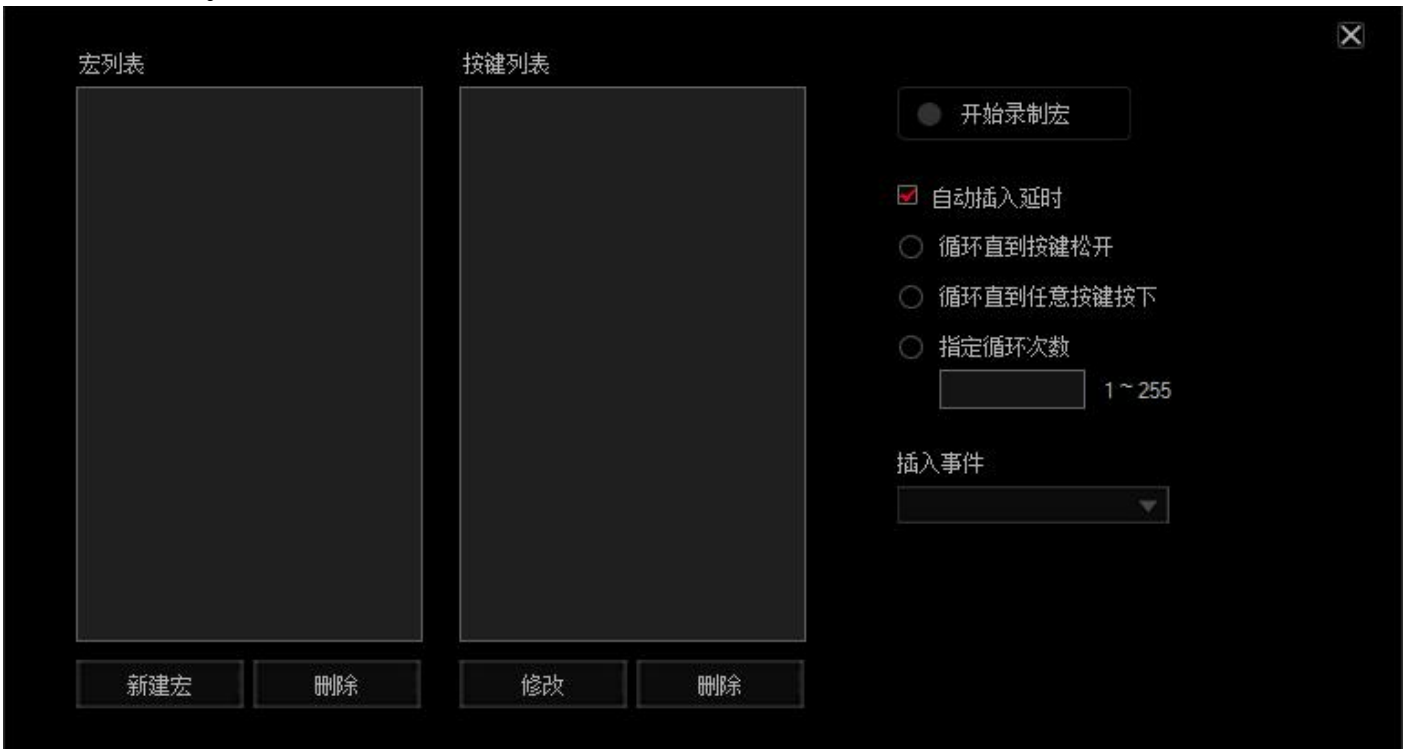 宏列表
按键列表
开始录制宏
自动插入延时
循环直到按键松开
循环直到任意按键按下
指定循环次数
1 ~ 255
插入事件
新建宏
删除
修改
删除